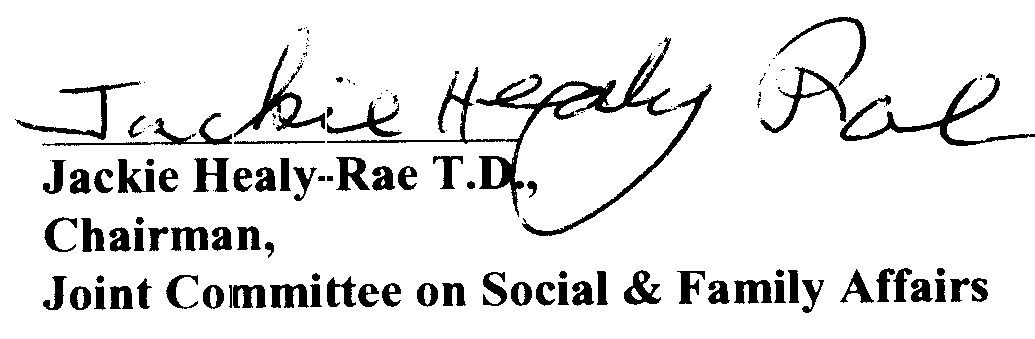 Jackie Healy Rae
Jackie Healy-Rae T.D.,
Chairman,
Joint Committee on Social & Family Affairs